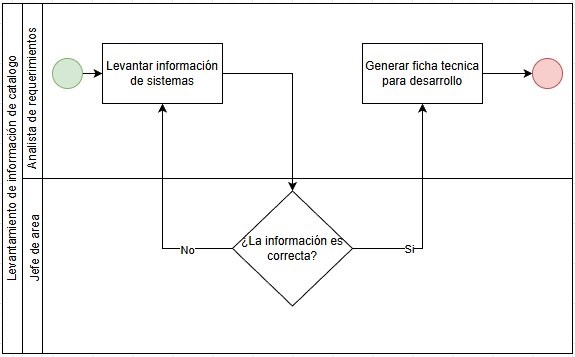 Levantamiento de información de catalogo
Analista de requerimientos
Levantar información
de sistemas
Generar ficha tecnica
para desarrollo
Jefe de area
¿La información es
correcta?
No
Si